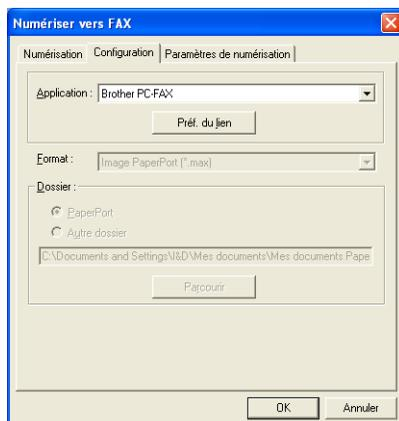 Numériser vers FAX
Numérisation Configuration Paramètres de numérisation
Application : Brother PC-FAX
Préf. du lien
Format : Image PaperPort (*.max)
Dossier :
PaperPort
Autre dossier
C:\Documents and Settings\I&D\Mes documents\Mes documents Pape
Parcourir
OK Annuler